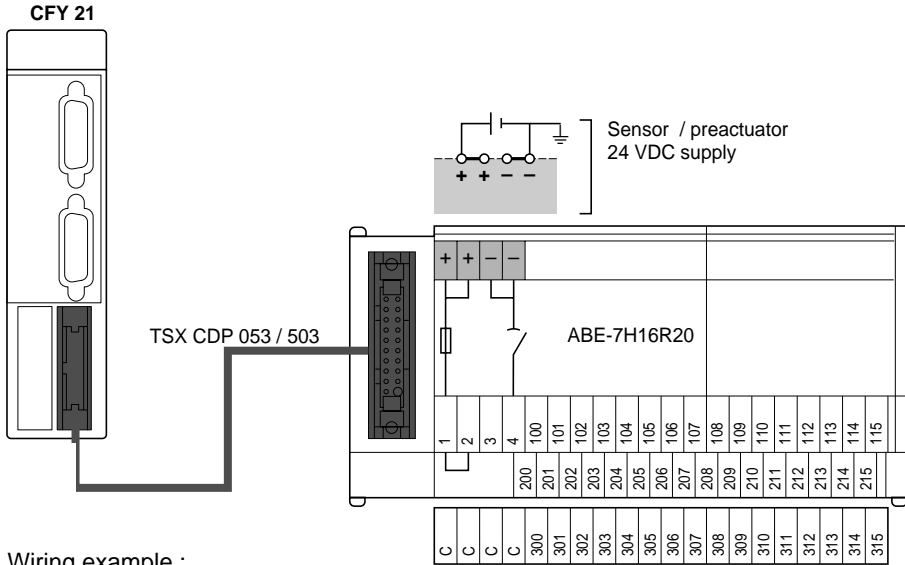 CFY 21
Sensor / preactuator
24 VDC supply
+ + − −
+ + − −
TSX CDP 053 / 503
ABE-7H16R20
1 2 3 4 100 101 102 103 104 105 106 107 108 109 110 111 112 113 114 115
200 201 202 203 204 205 206 207 208 209 210 211 212 213 214 215
C C C C 300 301 302 303 304 305 306 307 308 309 310 311 312 313 314 315
Wiring example :